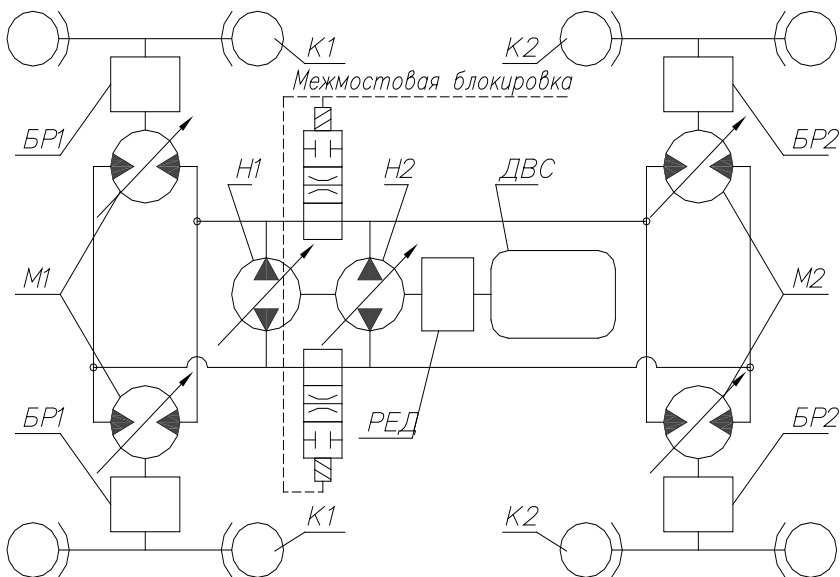 К1
К2
Межмостовая блокировка
БР1
БР2
Н1
Н2
ДВС
М1
М2
БР1
РЕД
БР2
К1
К2